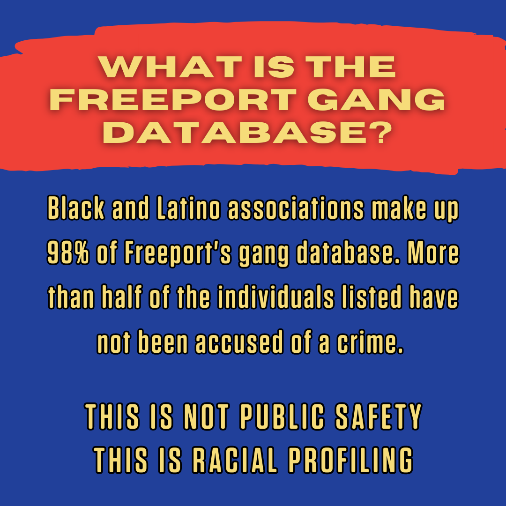 WHAT IS THE
FREEPORT GANG
DATABASE?
Black and Latino associations make up
98% of Freeport's gang database. More
than half of the individuals listed have
not been accused of a crime.
THIS IS NOT PUBLIC SAFETY
THIS IS RACIAL PROFILING